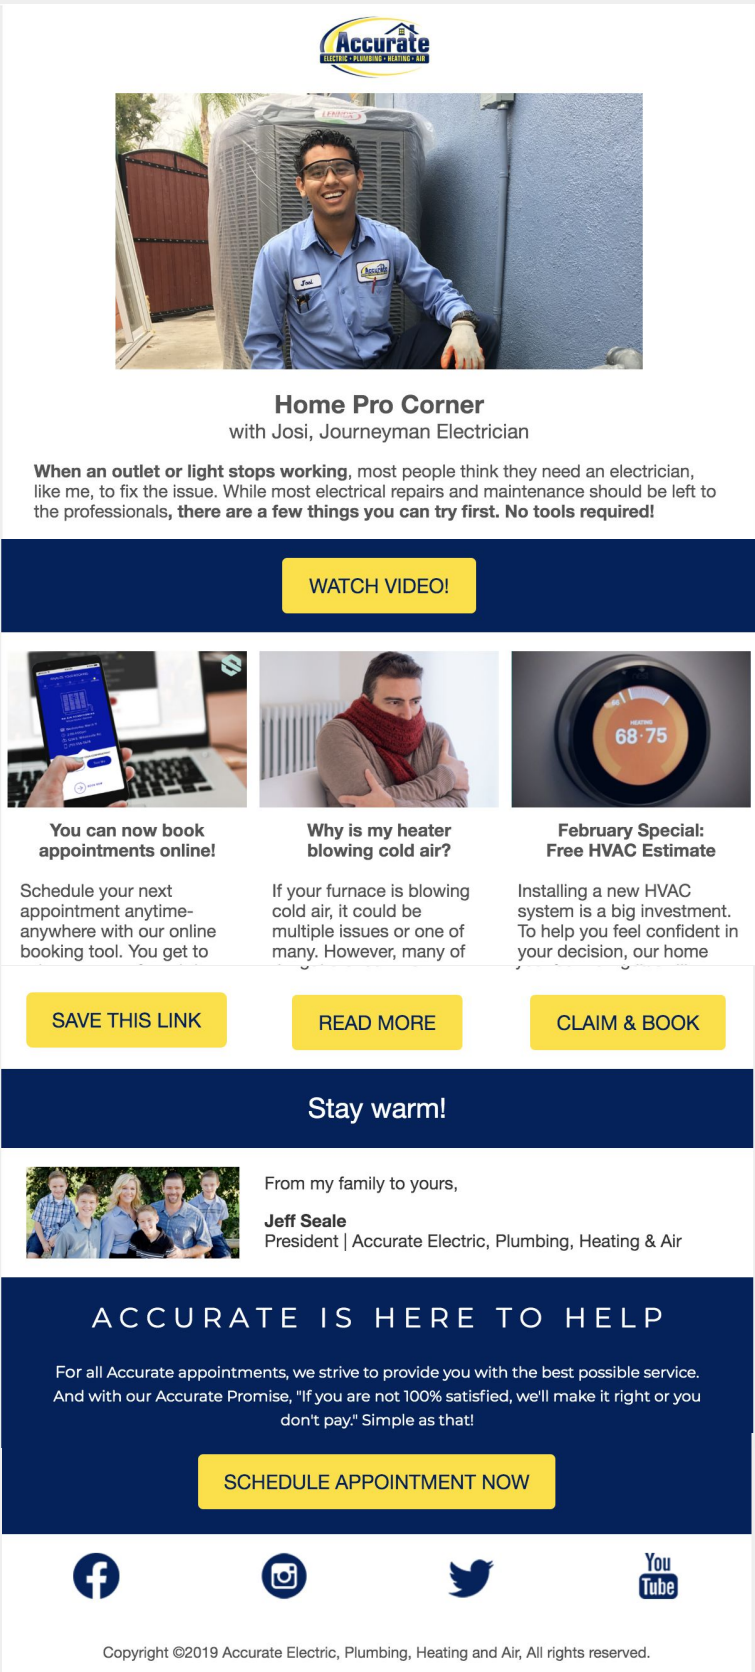 Accurate
ELECTRIC • PLUMBING • HEATING • AIR
Josi
Accurate
Home Pro Corner
with Josi, Journeyman Electrician
When an outlet or light stops working, most people think they need an electrician,
like me, to fix the issue. While most electrical repairs and maintenance should be left to
the professionals, there are a few things you can try first. No tools required!
WATCH VIDEO!
HEATING
68·75
You can now book
appointments online!
Schedule your next
appointment anytime-
anywhere with our online
booking tool. You get to
Why is my heater
blowing cold air?
If your furnace is blowing
cold air, it could be
multiple issues or one of
many. However, many of
February Special:
Free HVAC Estimate
Installing a new HVAC
system is a big investment.
To help you feel confident in
your decision, our home
SAVE THIS LINK
READ MORE
CLAIM & BOOK
Stay warm!
From my family to yours,
Jeff Seale
President | Accurate Electric, Plumbing, Heating & Air
ACCURATE IS HERE TO HELP
For all Accurate appointments, we strive to provide you with the best possible service.
And with our Accurate Promise, "If you are not 100% satisfied, we'll make it right or you
don't pay." Simple as that!
SCHEDULE APPOINTMENT NOW
You
Tube
Copyright ©2019 Accurate Electric, Plumbing, Heating and Air, All rights reserved.